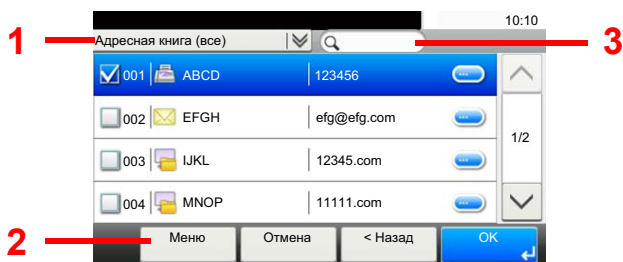 10:10
1 Адресная книга (все) 3
001 ABCD 123456
002 EFGH efg@efg.com
1/2
003 IJKL 12345.com
004 MNOP 11111.com
2 Меню Отмена < Назад OK